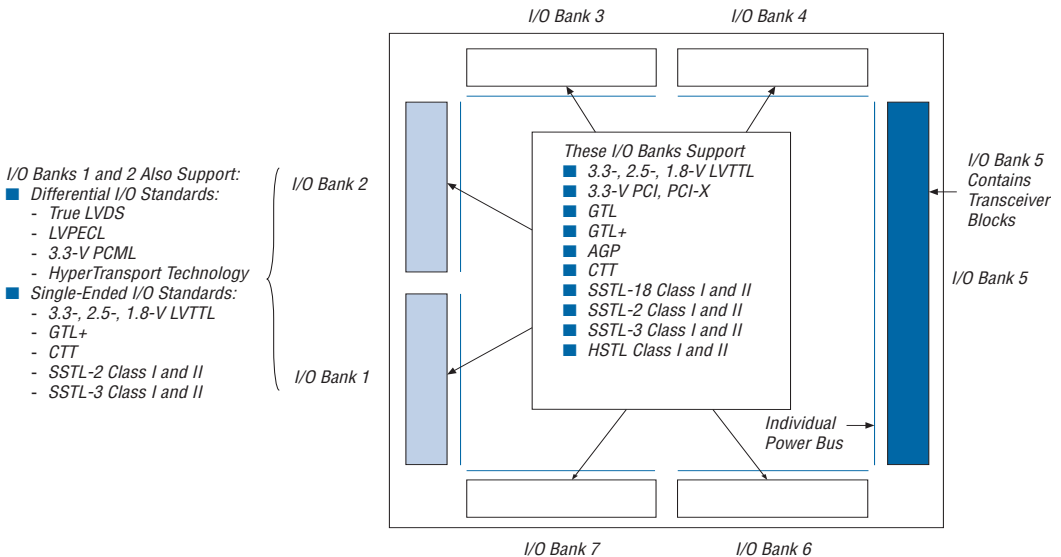 I/O Bank 3
I/O Bank 4
I/O Banks 1 and 2 Also Support:
Differential I/O Standards:
- True LVDS
- LVPECL
- 3.3-V PCML
- HyperTransport Technology
Single-Ended I/O Standards:
- 3.3-, 2.5-, 1.8-V LVTTL
- GTL+
- CTT
- SSTL-2 Class I and II
- SSTL-3 Class I and II
I/O Bank 2
I/O Bank 1
These I/O Banks Support
3.3-, 2.5-, 1.8-V LVTTL
3.3-V PCI, PCI-X
GTL
GTL+
AGP
CTT
SSTL-18 Class I and II
SSTL-2 Class I and II
SSTL-3 Class I and II
HSTL Class I and II
I/O Bank 5
Contains
Transceiver
Blocks
I/O Bank 5
Individual
Power Bus
I/O Bank 7
I/O Bank 6